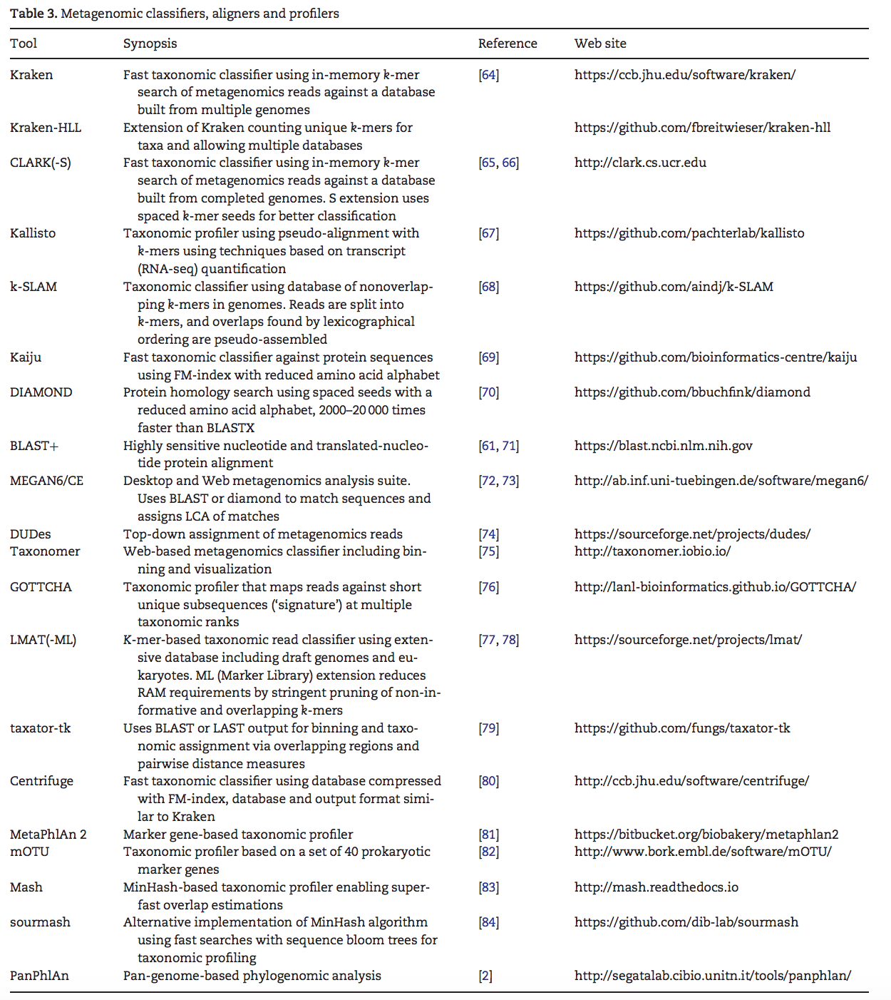 Table 3. Metagenomic classifiers, aligners and profilers
Tool Synopsis Reference Web site
Kraken Fast taxonomic classifier using in-memory k-mer [64] https://ccb.jhu.edu/software/kraken/
search of metagenomics reads against a database
built from multiple genomes
Kraken-HLL Extension of Kraken counting unique k-mers for https://github.com/fbreitwieser/kraken-hll
taxa and allowing multiple databases
CLARK(-S) Fast taxonomic classifier using in-memory k-mer [65, 66] http://clark.cs.ucr.edu
search of metagenomics reads against a database
built from completed genomes. S extension uses
spaced k-mer seeds for better classification
Kallisto Taxonomic profiler using pseudo-alignment with [67] https://github.com/pachterlab/kallisto
k-mers using techniques based on transcript
(RNA-seq) quantification
k-SLAM Taxonomic classifier using database of nonoverlap- [68] https://github.com/aindj/k-SLAM
ping k-mers in genomes. Reads are split into
k-mers, and overlaps found by lexicographical
ordering are pseudo-assembled
Kaiju Fast taxonomic classifier against protein sequences [69] https://github.com/bioinformatics-centre/kaiju
using FM-index with reduced amino acid alphabet
DIAMOND Protein homology search using spaced seeds with a [70] https://github.com/bbuchfink/diamond
reduced amino acid alphabet, 2000–20 000 times
faster than BLASTX
BLAST+ Highly sensitive nucleotide and translated-nucleo- [61, 71] https://blast.ncbi.nlm.nih.gov
tide protein alignment
MEGAN6/CE Desktop and Web metagenomics analysis suite. [72, 73] http://ab.inf.uni-tuebingen.de/software/megan6/
Uses BLAST or diamond to match sequences and
assigns LCA of matches
DUDes Top-down assignment of metagenomics reads [74] https://sourceforge.net/projects/dudes/
Taxonomer Web-based metagenomics classifier including bin- [75] http://taxonomer.iobio.io/
ning and visualization
GOTTCHA Taxonomic profiler that maps reads against short [76] http://lanl-bioinformatics.github.io/GOTTCHA/
unique subsequences (‘signature’) at multiple
taxonomic ranks
LMAT(-ML) K-mer-based taxonomic read classifier using exten- [77, 78] https://sourceforge.net/projects/lmat/
sive database including draft genomes and eu-
karyotes. ML (Marker Library) extension reduces
RAM requirements by stringent pruning of non-in-
formative and overlapping k-mers
taxator-tk Uses BLAST or LAST output for binning and taxo- [79] https://github.com/fungs/taxator-tk
nomic assignment via overlapping regions and
pairwise distance measures
Centrifuge Fast taxonomic classifier using database compressed [80] http://ccb.jhu.edu/software/centrifuge/
with FM-index, database and output format simi-
lar to Kraken
MetaPhlAn 2 Marker gene-based taxonomic profiler [81] https://bitbucket.org/biobakery/metaphlan2
mOTU Taxonomic profiler based on a set of 40 prokaryotic [82] http://www.bork.embl.de/software/mOTU/
marker genes
Mash MinHash-based taxonomic profiler enabling super- [83] http://mash.readthedocs.io
fast overlap estimations
sourmash Alternative implementation of MinHash algorithm [84] https://github.com/dib-lab/sourmash
using fast searches with sequence bloom trees for
taxonomic profiling
PanPhlAn Pan-genome-based phylogenomic analysis [2] http://segatalab.cibio.unitn.it/tools/panphlan/